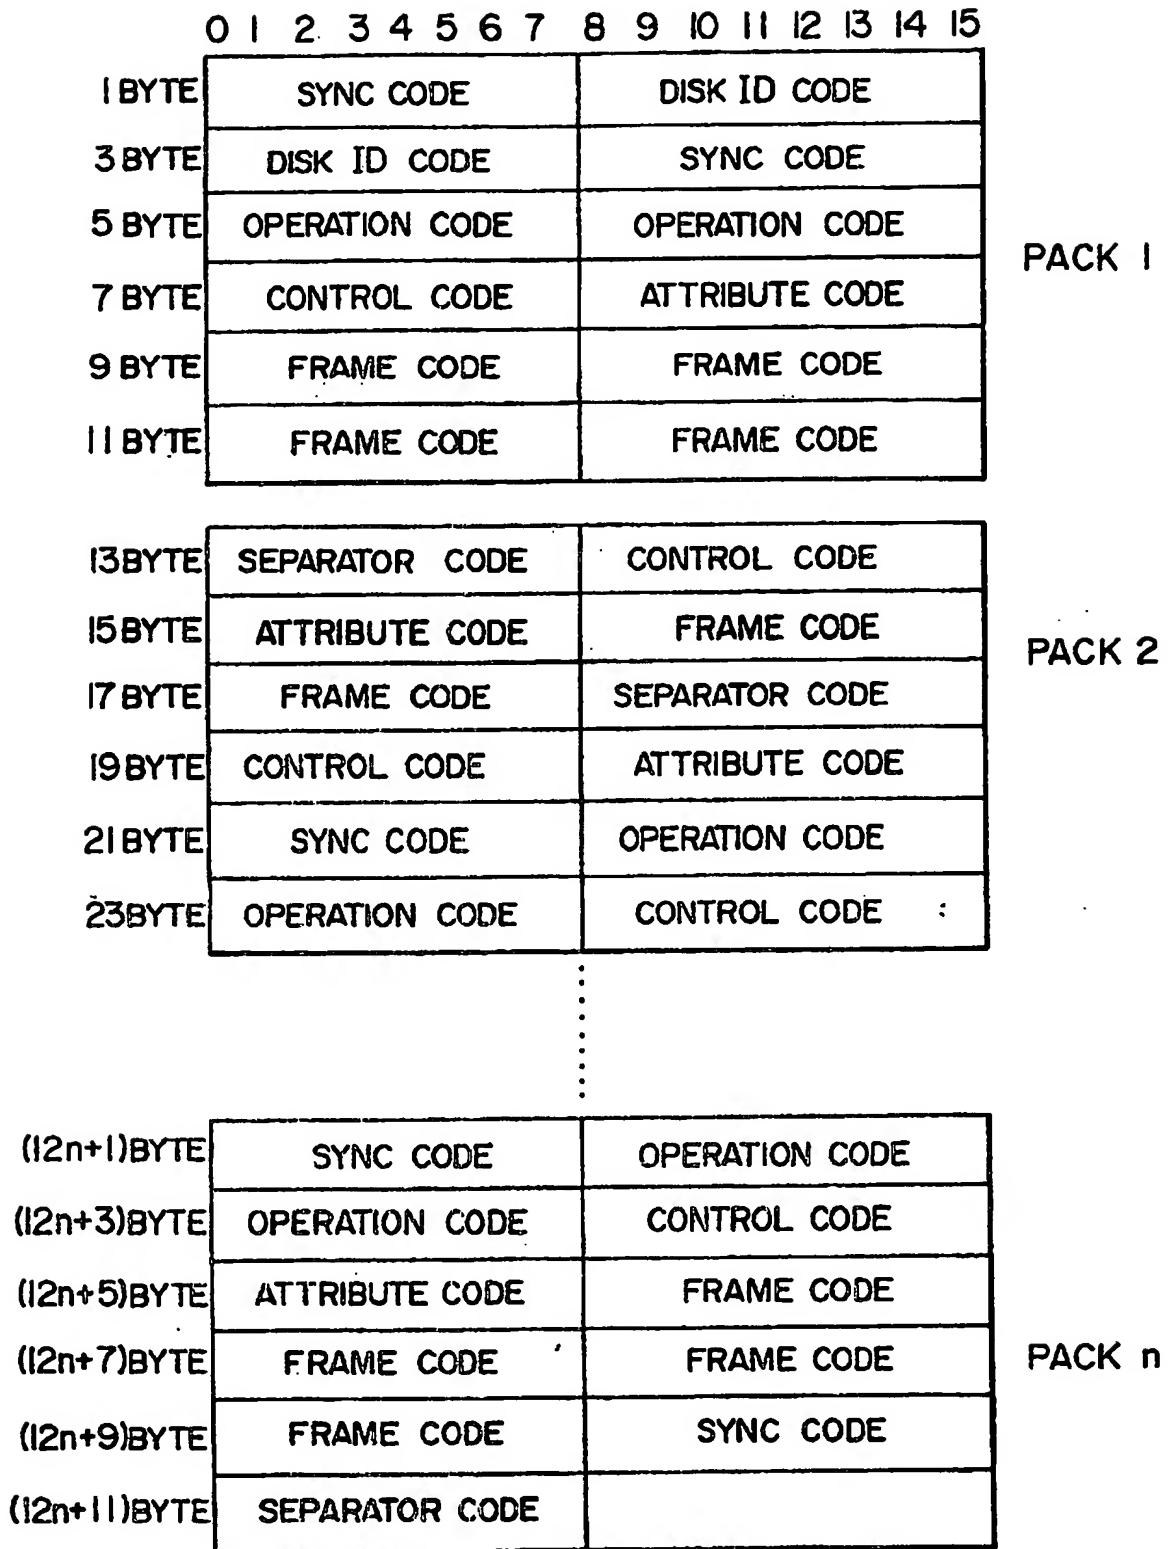 0 1 2 3 4 5 6 7 8 9 10 11 12 13 14 15
1 BYTE SYNC CODE DISK ID CODE
3 BYTE DISK ID CODE SYNC CODE
5 BYTE OPERATION CODE OPERATION CODE
PACK 1
7 BYTE CONTROL CODE ATTRIBUTE CODE
9 BYTE FRAME CODE FRAME CODE
11 BYTE FRAME CODE FRAME CODE
13 BYTE SEPARATOR CODE CONTROL CODE
15 BYTE ATTRIBUTE CODE FRAME CODE
PACK 2
17 BYTE FRAME CODE SEPARATOR CODE
19 BYTE CONTROL CODE ATTRIBUTE CODE
21 BYTE SYNC CODE OPERATION CODE
23 BYTE OPERATION CODE CONTROL CODE
(12n+1)BYTE SYNC CODE OPERATION CODE
(12n+3)BYTE OPERATION CODE CONTROL CODE
(12n+5)BYTE ATTRIBUTE CODE FRAME CODE
(12n+7)BYTE FRAME CODE FRAME CODE PACK n
(12n+9)BYTE FRAME CODE SYNC CODE
(12n+11)BYTE SEPARATOR CODE